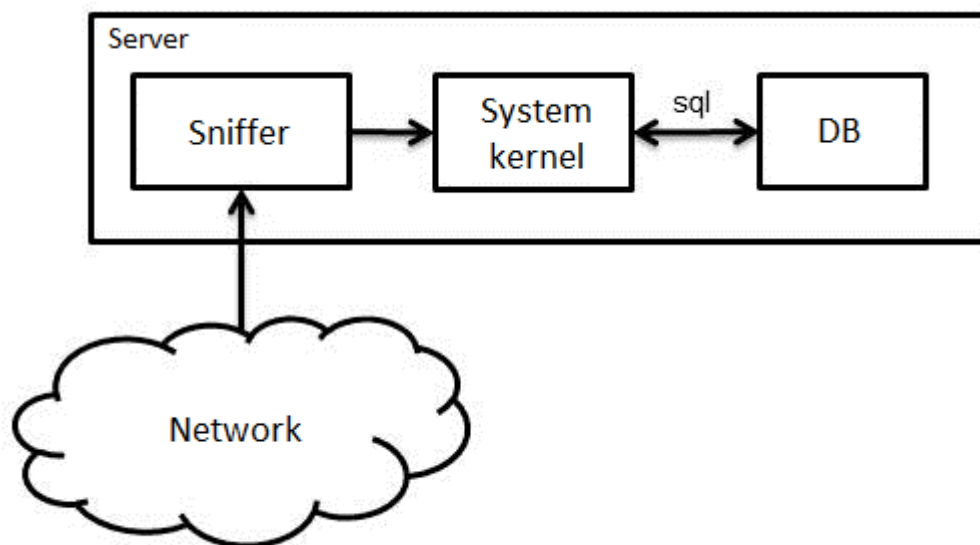 Server
Sniffer
System
kernel
sql
DB
Network